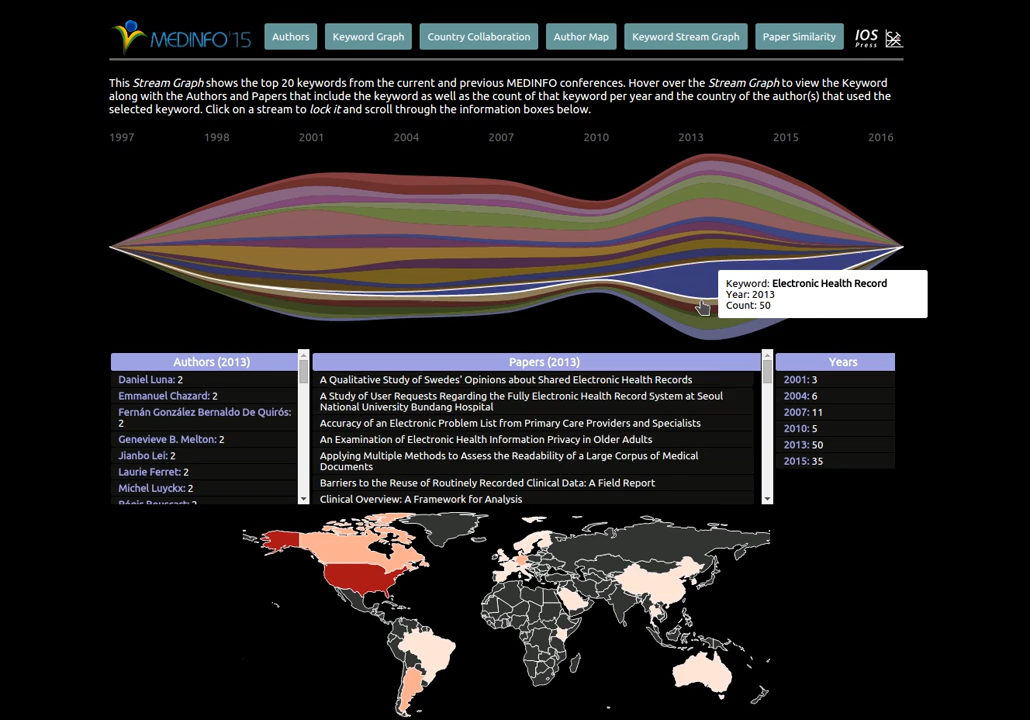 MEDINFO'15
Authors
Keyword Graph
Country Collaboration
Author Map
Keyword Stream Graph
Paper Similarity
IOS
Press
This Stream Graph shows the top 20 keywords from the current and previous MEDINFO conferences. Hover over the Stream Graph to view the Keyword
along with the Authors and Papers that include the keyword as well as the count of that keyword per year and the country of the author(s) that used the
selected keyword. Click on a stream to lock it and scroll through the information boxes below.
1997 1998 2001 2004 2007 2010 2013 2015 2016
Keyword: Electronic Health Record
Year: 2013
Count: 50
Authors (2013)
Daniel Luna: 2
Emmanuel Chazard: 2
Fernán González Bernaldo De Quirós:
2
Genevieve B. Melton: 2
Jianbo Lei: 2
Laurie Ferret: 2
Michel Luyckx: 2
Papers (2013)
A Qualitative Study of Swedes' Opinions about Shared Electronic Health Records
A Study of User Requests Regarding the Fully Electronic Health Record System at Seoul
National University Bundang Hospital
Accuracy of an Electronic Problem List from Primary Care Providers and Specialists
An Examination of Electronic Health Information Privacy in Older Adults
Applying Multiple Methods to Assess the Readability of a Large Corpus of Medical
Documents
Barriers to the Reuse of Routinely Recorded Clinical Data: A Field Report
Clinical Overview: A Framework for Analysis
Years
2001: 3
2004: 6
2007: 11
2010: 5
2013: 50
2015: 35